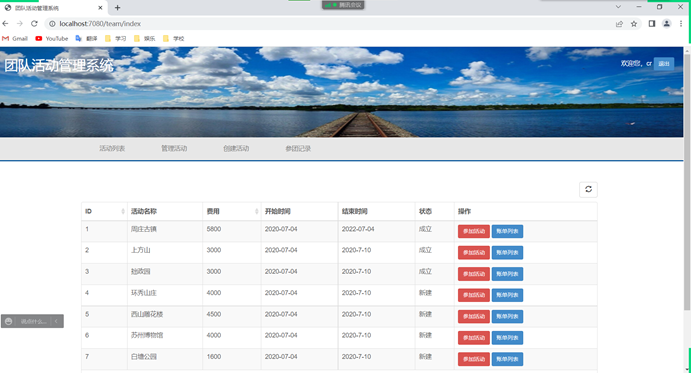 团队活动管理系统
腾讯会议
localhost:7080/team/index
Gmail YouTube 翻译 学习 娱乐 学校
团队活动管理系统
欢迎您，cr 退出
活动列表 管理活动 创建活动 参团记录
ID 活动名称 费用 开始时间 结束时间 状态 操作
1 周庄古镇 5800 2020-07-04 2022-07-04 成立 参加活动 账单列表
2 上方山 3000 2020-07-04 2020-7-10 成立 参加活动 账单列表
3 拙政园 3000 2020-07-04 2020-7-10 成立 参加活动 账单列表
4 环秀山庄 4000 2020-07-04 2020-7-10 新建 参加活动 账单列表
5 西山雕花楼 4500 2020-07-04 2020-7-10 新建 参加活动 账单列表
说点什么...
6 苏州博物馆 4000 2020-07-04 2020-7-10 新建 参加活动 账单列表
7 白塘公园 1600 2020-07-04 2020-7-10 新建 参加活动 账单列表